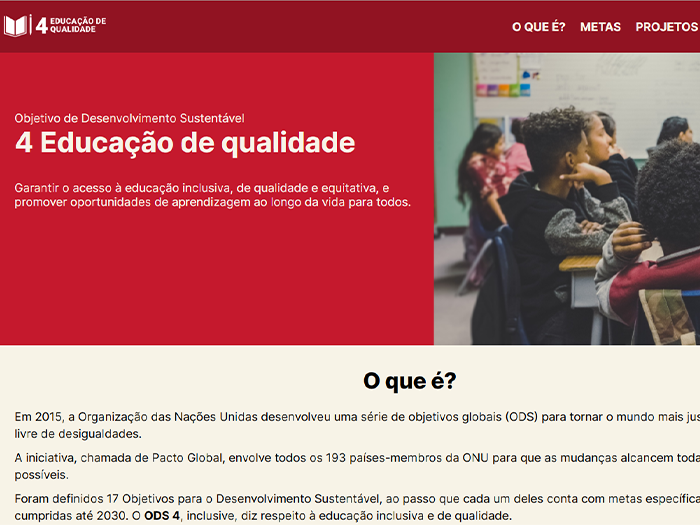 4 EDUCAÇÃO DE
QUALIDADE
O QUE É? METAS PROJETOS
Objetivo de Desenvolvimento Sustentável
4 Educação de qualidade
Garantir o acesso à educação inclusiva, de qualidade e equitativa, e
promover oportunidades de aprendizagem ao longo da vida para todos.
O que é?
Em 2015, a Organização das Nações Unidas desenvolveu uma série de objetivos globais (ODS) para tornar o mundo mais jus
livre de desigualdades.
A iniciativa, chamada de Pacto Global, envolve todos os 193 países-membros da ONU para que as mudanças alcancem toda
possíveis.
Foram definidos 17 Objetivos para o Desenvolvimento Sustentável, ao passo que cada um deles conta com metas específica
cumpridas até 2030. O ODS 4, inclusive, diz respeito à educação inclusiva e de qualidade.